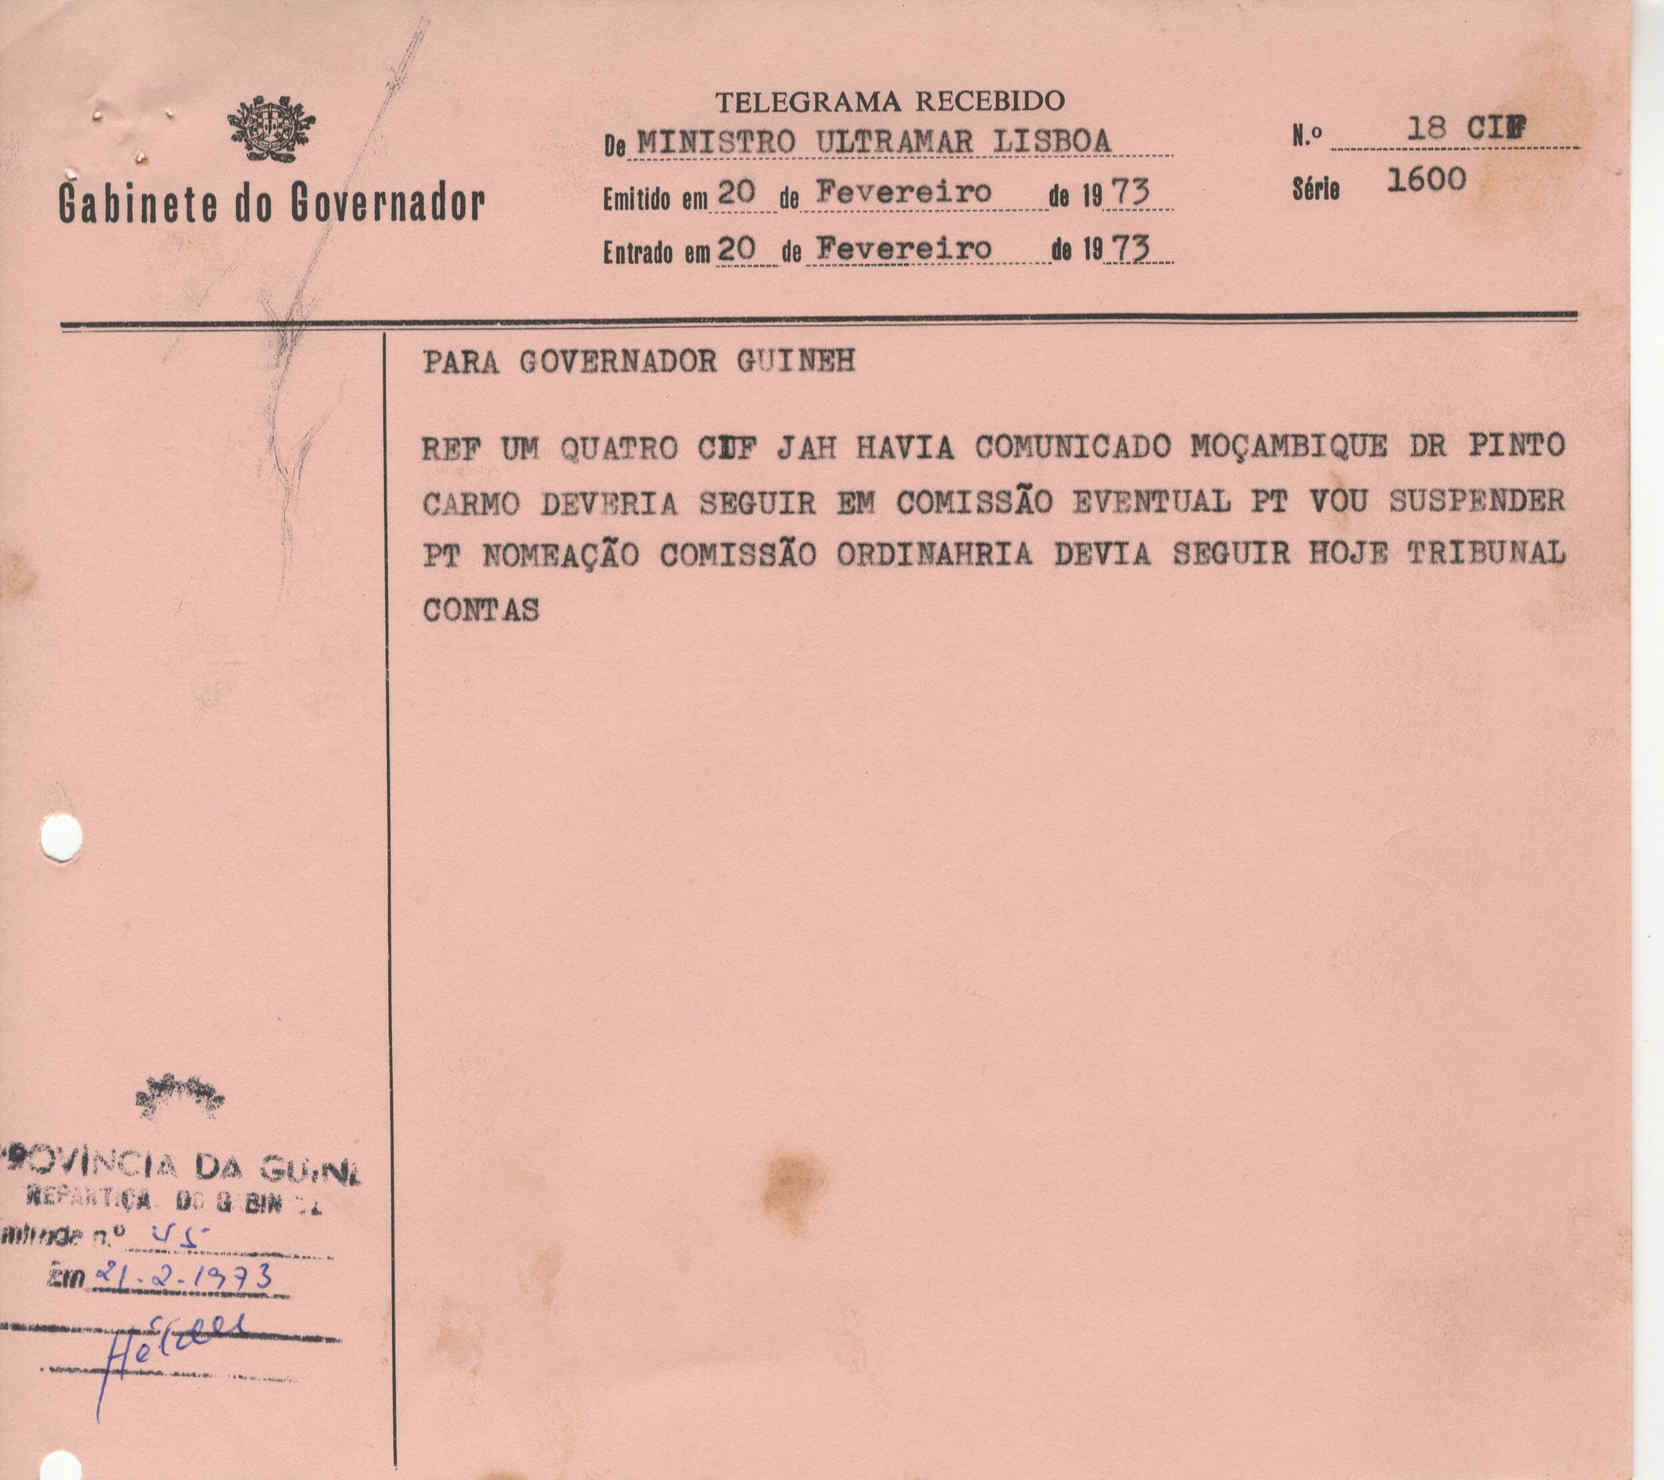 TELEGRAMA RECEBIDO
De MINISTRO ULTRAMAR LISBOA
N.º 18 CIF
Gabinete do Governador
Emitido em 20 de Fevereiro de 1973
Série 1600
Entrado em 20 de Fevereiro de 1973
PARA GOVERNADOR GUINEH
REF UM QUATRO CIF JAH HAVIA COMUNICADO MOÇAMBIQUE DR PINTO
CARMO DEVERIA SEGUIR EM COMISSÃO EVENTUAL PT VOU SUSPENDER
PT NOMEAÇÃO COMISSÃO ORDINAHRIA DEVIA SEGUIR HOJE TRIBUNAL
CONTAS
PROVÍNCIA DA GUINÉ
REPARTIÇÃO DO GABINETE
Entrada n.º 45
Em 21-2-1973